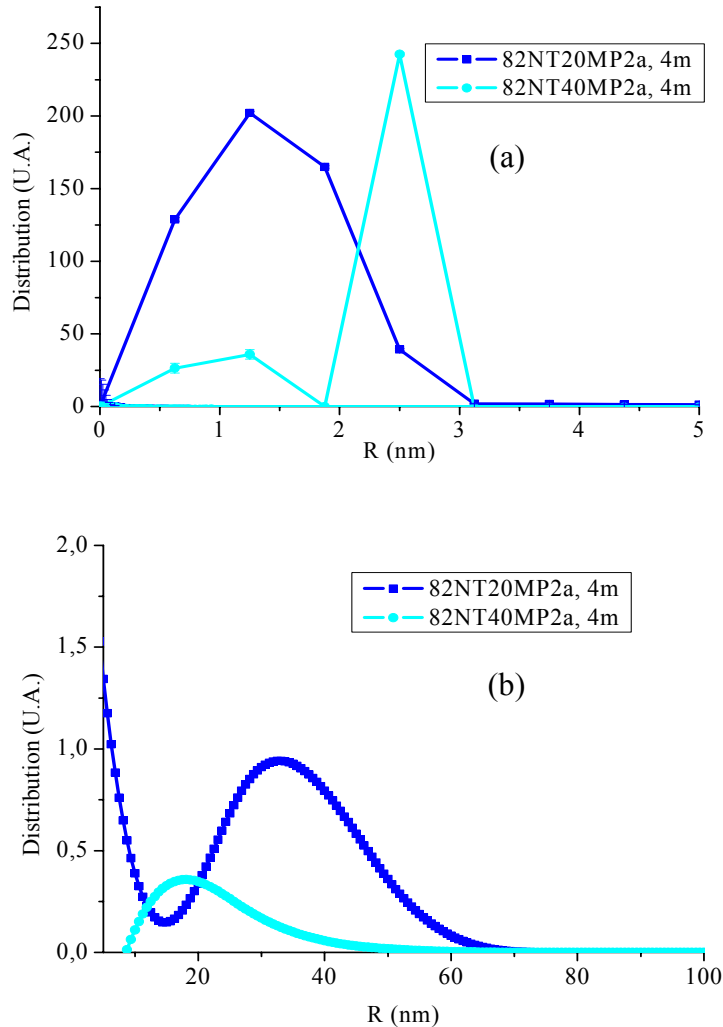 250
200
150
100
50
0
Distribution (U.A.)
82NT20MP2a, 4m
82NT40MP2a, 4m
(a)
0 1 2 3 4 5
R (nm)
2,0
1,5
1,0
0,5
0,0
Distribution (U.A.)
82NT20MP2a, 4m
82NT40MP2a, 4m
(b)
20 40 60 80 100
R (nm)